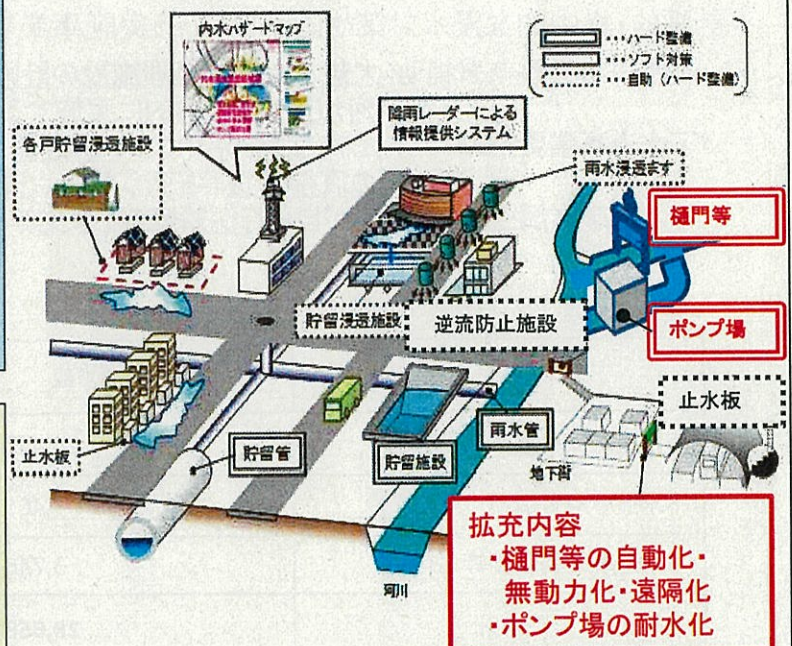 内水ハザードマップ
･･･ハード整備
･･･ソフト対策
･･･自助（ハード整備）
降雨レーダーによる
情報提供システム
各戸貯留浸透施設
雨水浸透ます
樋門等
貯留浸透施設
逆流防止施設
ポンプ場
止水板
雨水管
止水板
貯留管
貯留施設
地下街
河川
拡充内容
・樋門等の自動化・
無動力化・遠隔化
・ポンプ場の耐水化